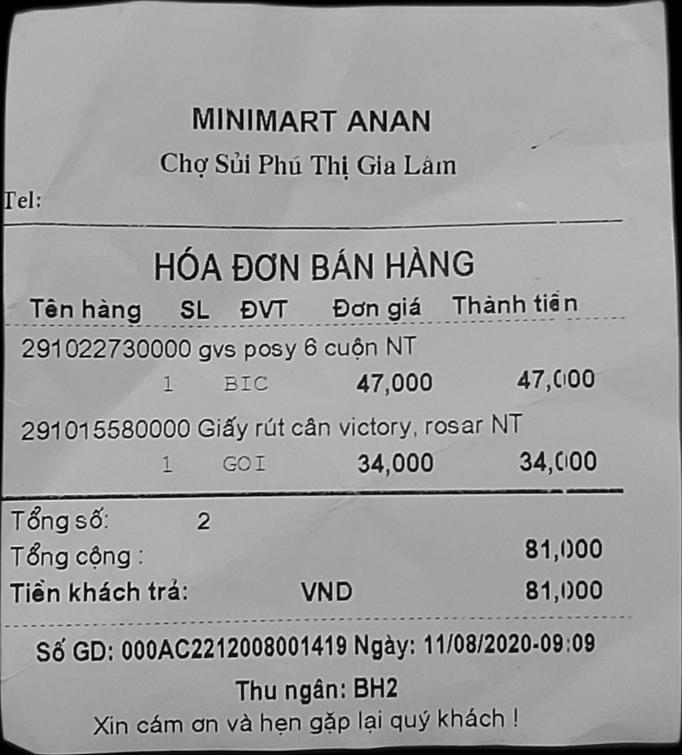 MINIMART ANAN
Chợ Sủi Phú Thị Gia Lâm
Tel:
HÓA ĐƠN BÁN HÀNG
Tên hàng SL ĐVT Đơn giá Thành tiền
291022730000 gvs posy 6 cuộn NT
1 BIC 47,000 47,000
291015580000 Giấy rút cân victory, rosar NT
1 GOI 34,000 34,000
Tổng số: 2
Tổng cộng : 81,000
Tiền khách trả: VND 81,000
Số GD: 000AC2212008001419 Ngày: 11/08/2020-09:09
Thu ngân: BH2
Xin cám ơn và hẹn gặp lại quý khách !